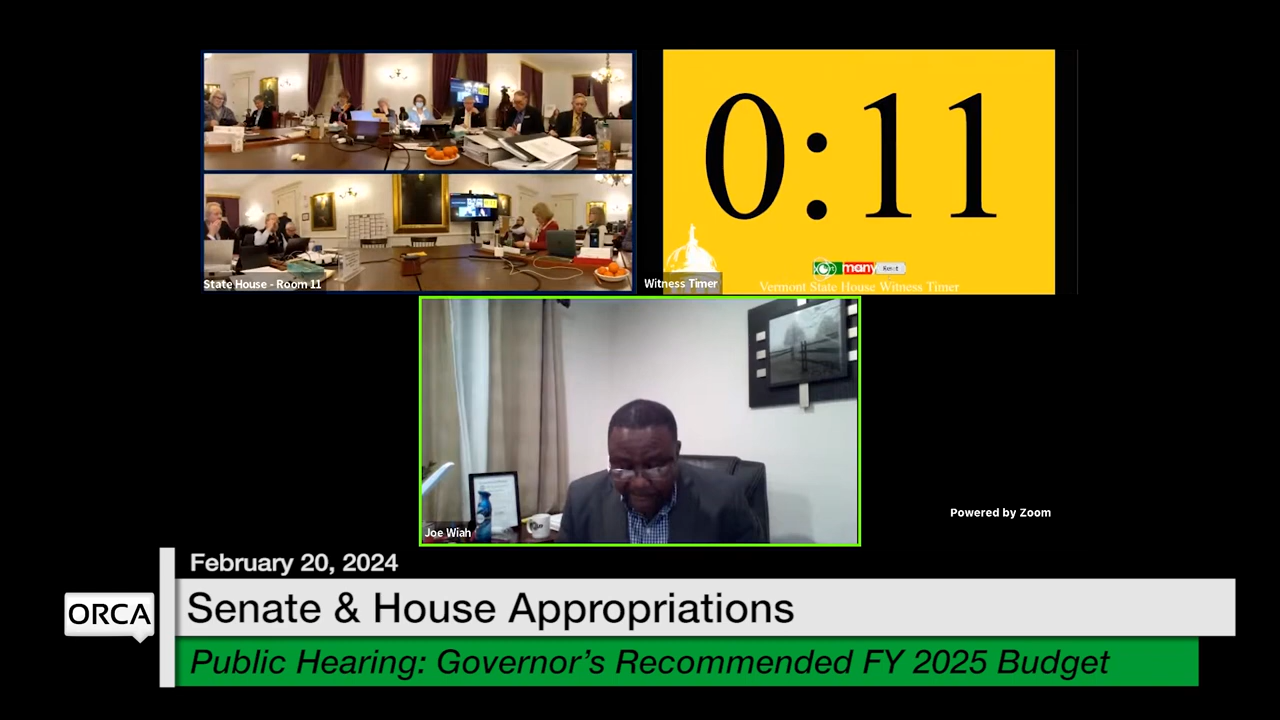 0:11
many
State House - Room 11
Witness Timer
Vermont State House Witness Timer
Joe Wiah
Powered by Zoom
February 20, 2024
ORCA
Senate & House Appropriations
Public Hearing: Governor's Recommended FY 2025 Budget